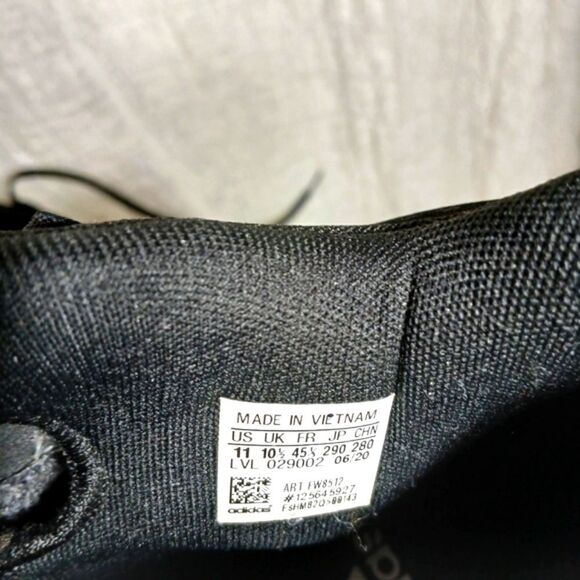 MADE IN VIETNAM
US UK FR JP CHN
11 10½ 45⅓ 290 280
LVL 029002 06/20
ART FW8512
#125645927
adidas